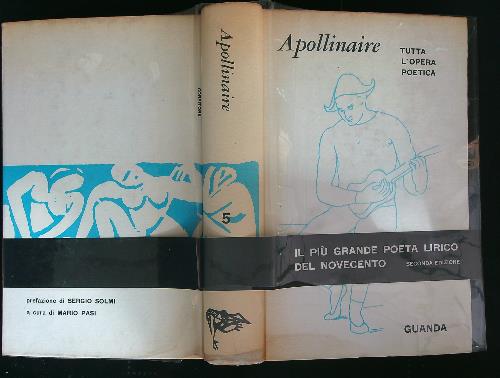 prefazione di SERGIO SOLMI
a cura di MARIO PASI
Apollinaire
5
Apollinaire
TUTTA
L'OPERA
POETICA
IL PIÙ GRANDE POETA LIRICO
DEL NOVECENTO
SECONDA EDIZIONE
GUANDA